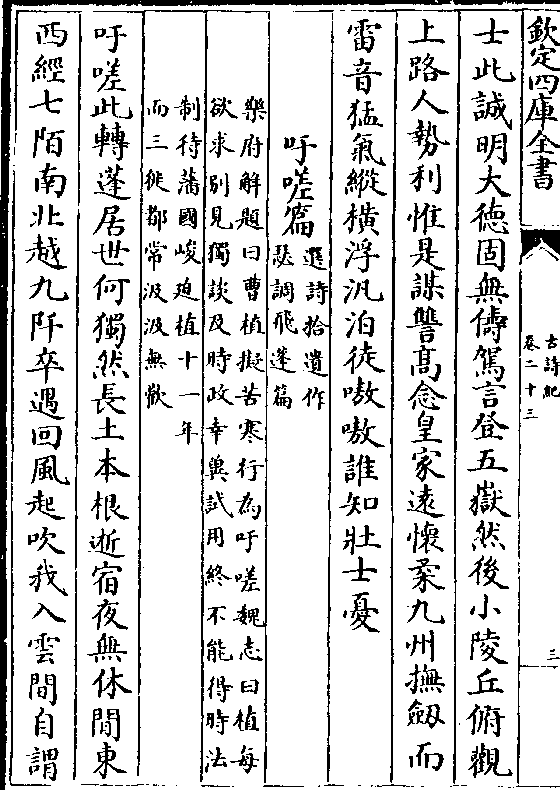 欽定四庫全書
古詩紀
卷二十三
三
士此誠明大德固無儔駕言登五嶽然後小陵丘俯觀
上路人勢利惟是謀讐髙念皇家遠懷柔九州撫劔而
雷音猛氣縱横浮汎泊徒嗷嗷誰知壯士憂
吁嗟篇
選詩拾遺作
瑟調飛蓬篇
樂府解題曰曹植擬苦寒行為吁嗟魏志曰植每
欲求别見獨談及時政幸冀試用終不能得時法
制待藩國峻迫植十一年
而三徙都常汲汲無歡
吁嗟此轉蓬居世何獨然長土本根逝宿夜無休閒東
西經七陌南北越九阡卒遇回風起吹我入雲間自謂